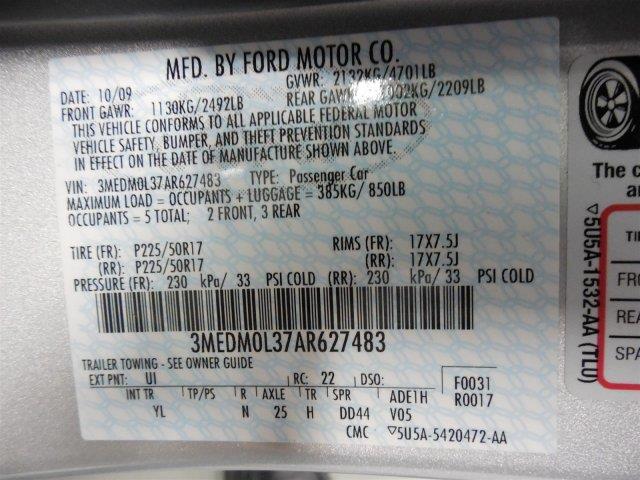 MFD. BY FORD MOTOR CO.
DATE: 10/09 GVWR: 2132KG/4701LB
FRONT GAWR: 1130KG/2492LB REAR GAWR: 1002KG/2209LB
THIS VEHICLE CONFORMS TO ALL APPLICABLE FEDERAL MOTOR
VEHICLE SAFETY, BUMPER, AND THEFT PREVENTION STANDARDS
IN EFFECT ON THE DATE OF MANUFACTURE SHOWN ABOVE.
VIN: 3MEDM0L37AR627483 TYPE: Passenger Car
MAXIMUM LOAD = OCCUPANTS + LUGGAGE = 385KG/ 850LB
OCCUPANTS = 5 TOTAL; 2 FRONT, 3 REAR
TIRE (FR): P225/50R17 RIMS (FR): 17X7.5J
(RR): P225/50R17 (RR): 17X7.5J
PRESSURE (FR): 230 kPa/ 33 PSI COLD (RR): 230 kPa/ 33 PSI COLD
3MEDM0L37AR627483
TRAILER TOWING - SEE OWNER GUIDE
EXT PNT: UI RC: 22 DSO: F0031
R0017
INT TR TP/PS R AXLE TR SPR ADE1H
YL N 25 H DD44 V05
CMC ▽5U5A-5420472-AA
The c
a
▽5U5A-1532-AA (TLU)
TI
FRO
REA
SPA